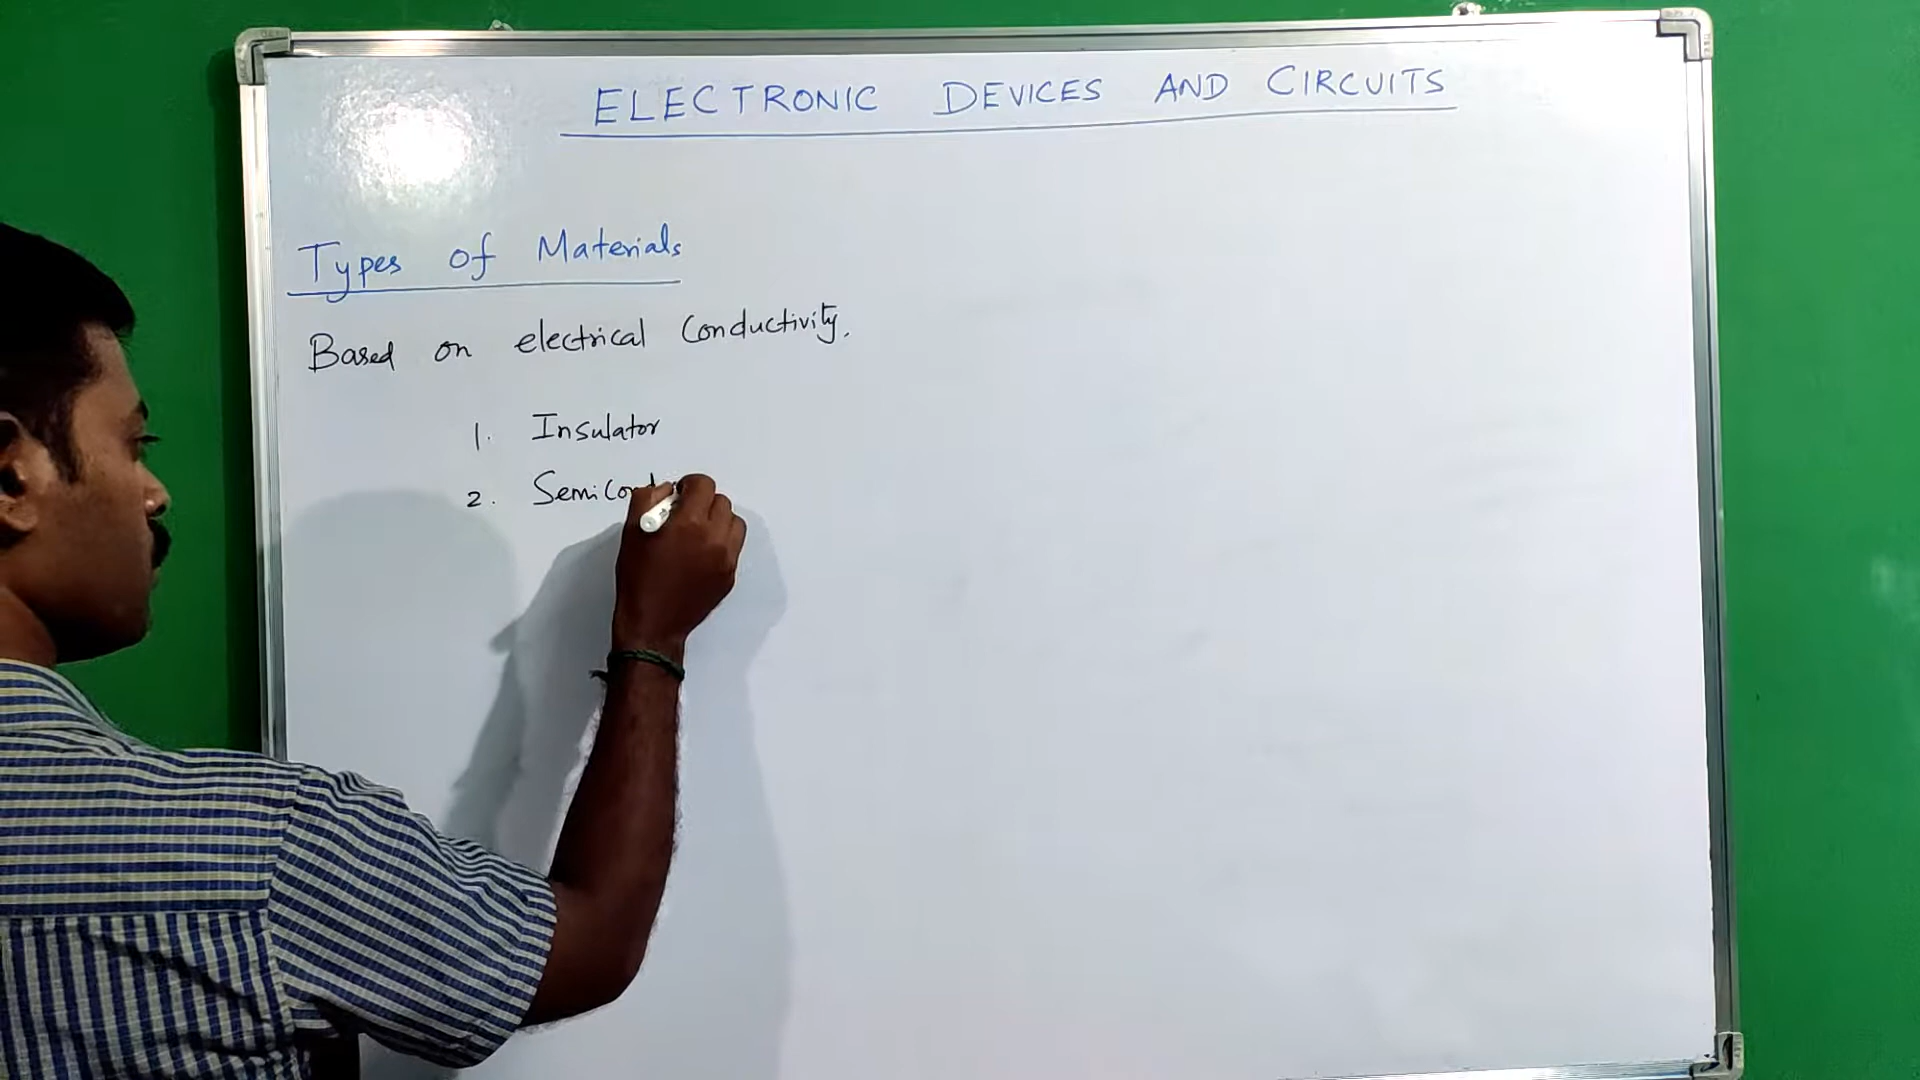 ELECTRONIC DEVICES AND CIRCUITS
Types of Materials
Based on electrical Conductivity.
1. Insulator
2.